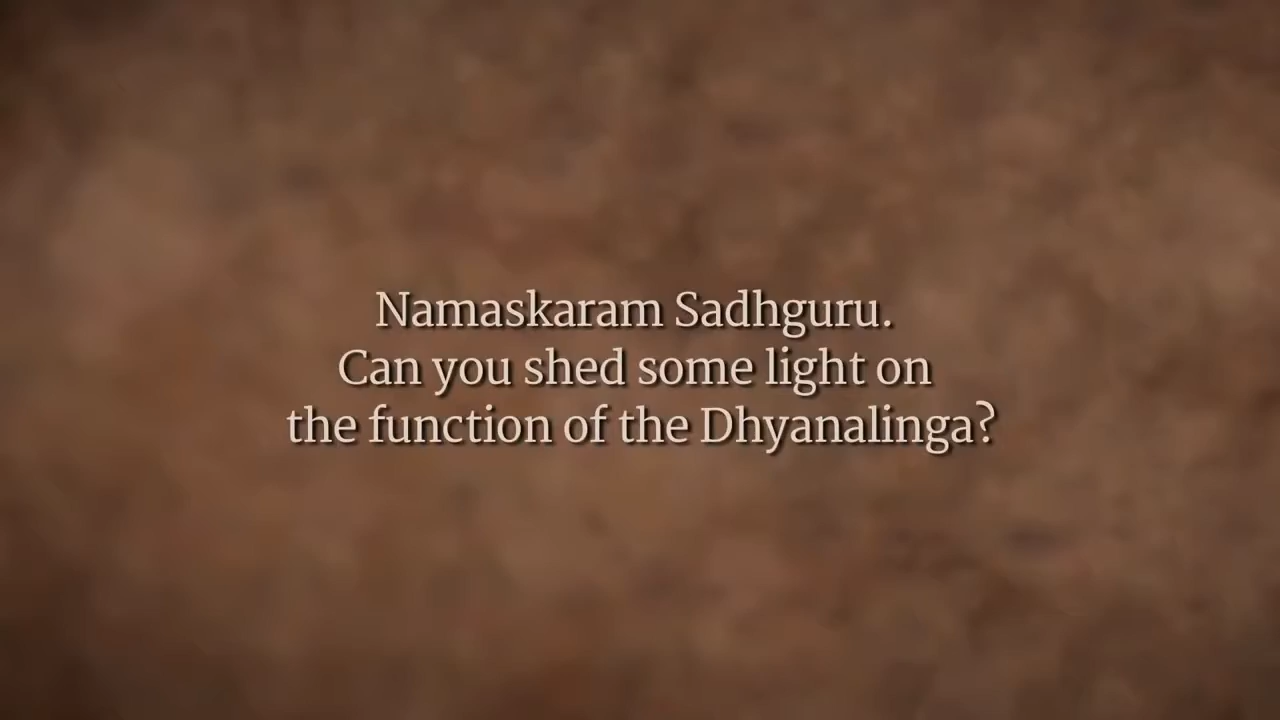 Namaskaram Sadhguru.
Can you shed some light on
the function of the Dhyanalinga?